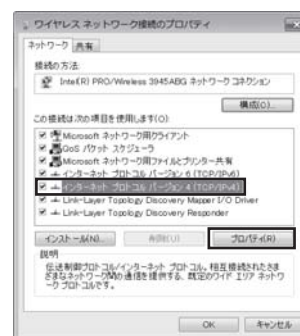 ワイヤレス ネットワーク接続のプロパティ
ネットワーク 共有
接続の方法:
Intel(R) PRO/Wireless 3945ABG ネットワーク コネクション
構成(C)...
この接続は次の項目を使用します(O):
Microsoft ネットワーク用クライアント
QoS パケット スケジューラ
Microsoft ネットワーク用ファイルとプリンター共有
インターネット プロトコル バージョン 6 (TCP/IPv6)
インターネット プロトコル バージョン 4 (TCP/IPv4)
Link-Layer Topology Discovery Mapper I/O Driver
Link-Layer Topology Discovery Responder
インストール(N)... 削除(U) プロパティ(R)
説明
伝送制御プロトコル/インターネット プロトコル。相互接続されたさ
まざまなネットワーク間の通信を提供する、既定のワイド エリア ネットワ
ーク プロトコルです。
OK キャンセル